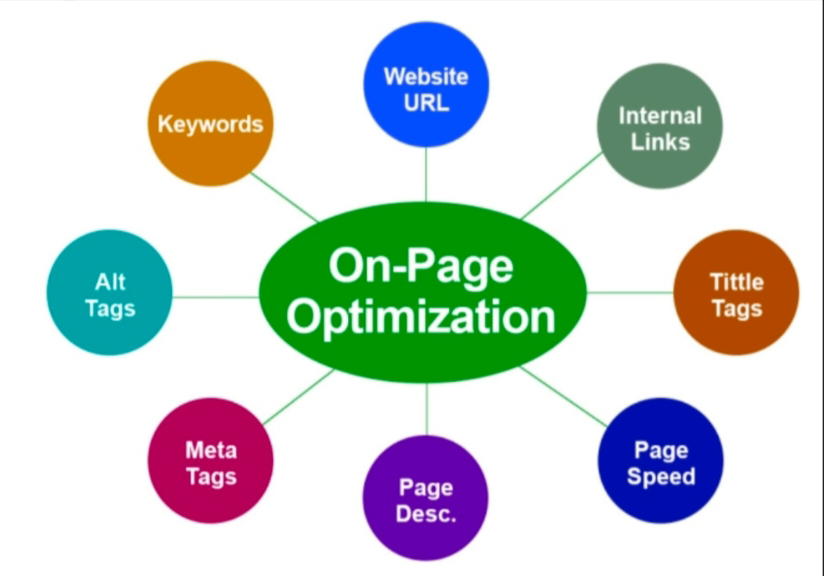 Website
URL
Keywords
Internal
Links
On-Page
Optimization
Alt
Tags
Tittle
Tags
Meta
Tags
Page
Speed
Page
Desc.